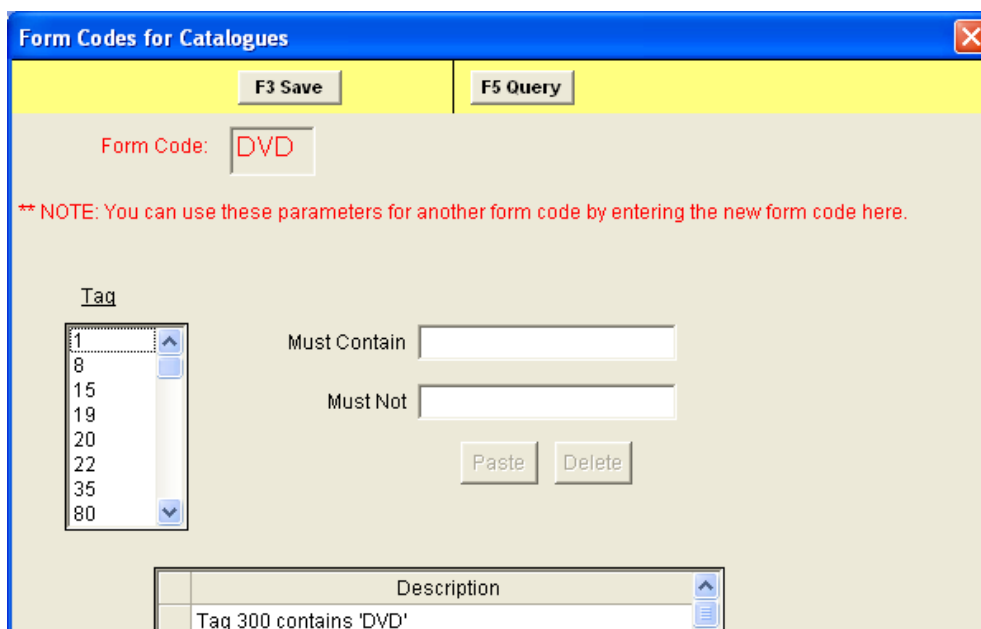 Form Codes for Catalogues
F3 Save
F5 Query
Form Code: DVD
** NOTE: You can use these parameters for another form code by entering the new form code here.
Tag
1
8
15
19
20
22
35
80
Must Contain
Must Not
Paste
Delete
Description
Tag 300 contains 'DVD'